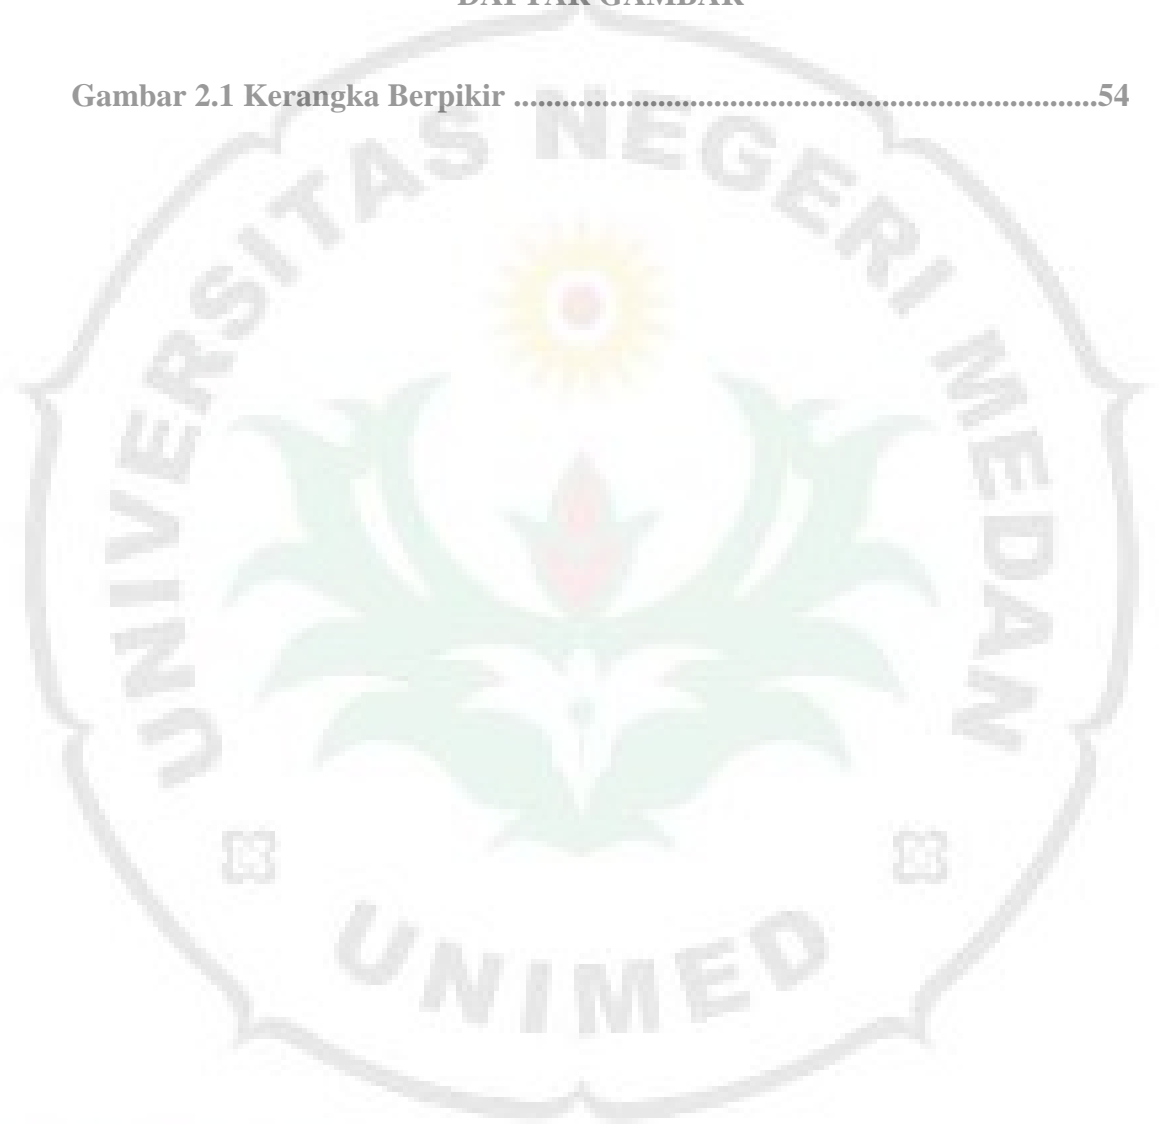 DAFTAR GAMBAR
Gambar 2.1 Kerangka Berpikir ........................................................................54
UNIVERSITAS NEGERI MEDAN
UNIMED